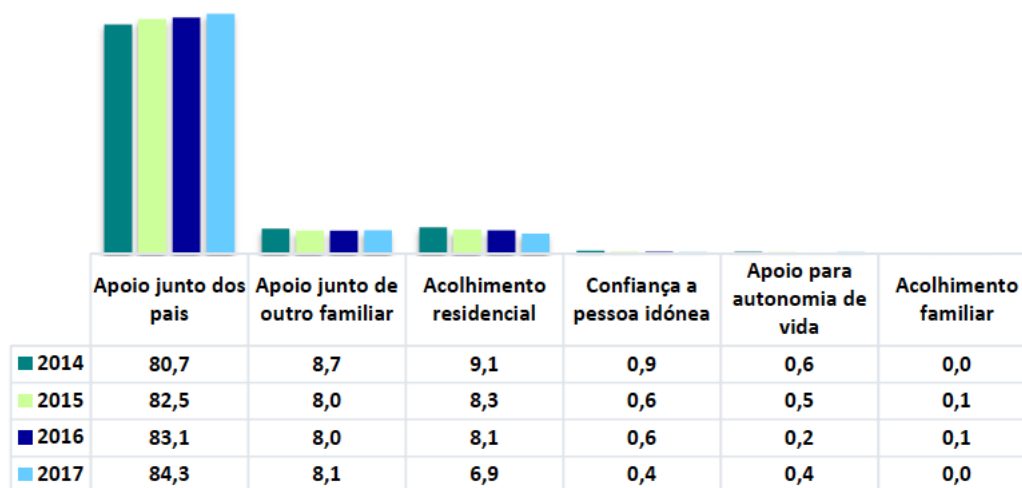 Apoio junto dos pais
Apoio junto de outro familiar
Acolhimento residencial
Confiança a pessoa idónea
Apoio para autonomia de vida
Acolhimento familiar
2014 80,7 8,7 9,1 0,9 0,6 0,0
2015 82,5 8,0 8,3 0,6 0,5 0,1
2016 83,1 8,0 8,1 0,6 0,2 0,1
2017 84,3 8,1 6,9 0,4 0,4 0,0